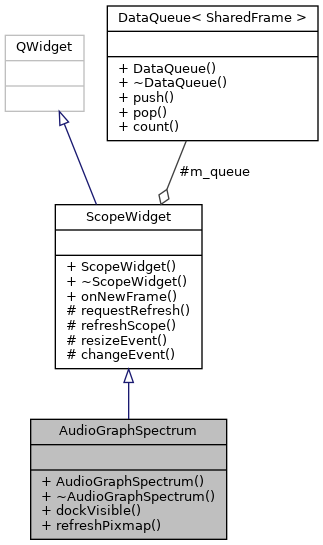 DataQueue< SharedFrame >
+ DataQueue()
+ ~DataQueue()
+ push()
+ pop()
+ count()
QWidget
#m_queue
ScopeWidget
+ ScopeWidget()
+ ~ScopeWidget()
+ onNewFrame()
# requestRefresh()
# refreshScope()
# resizeEvent()
# changeEvent()
AudioGraphSpectrum
+ AudioGraphSpectrum()
+ ~AudioGraphSpectrum()
+ dockVisible()
+ refreshPixmap()